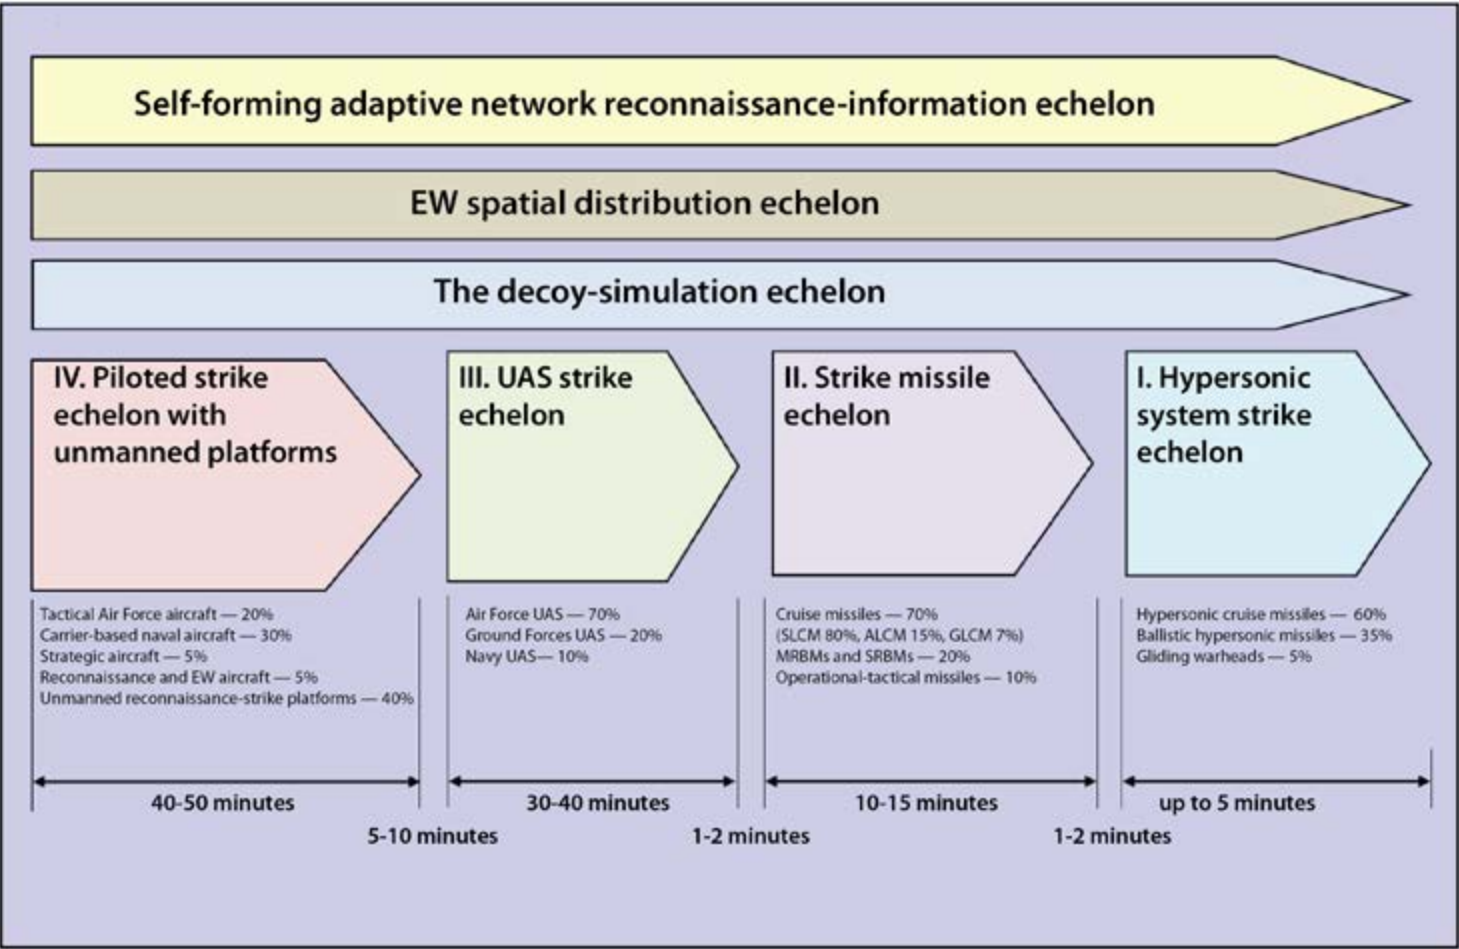 Self-forming adaptive network reconnaissance-information echelon
EW spatial distribution echelon
The decoy-simulation echelon
IV. Piloted strike
echelon with
unmanned platforms
III. UAS strike
echelon
II. Strike missile
echelon
I. Hypersonic
system strike
echelon
Tactical Air Force aircraft — 20%
Carrier-based naval aircraft — 30%
Strategic aircraft — 5%
Reconnaissance and EW aircraft — 5%
Unmanned reconnaissance-strike platforms — 40%
Air Force UAS — 70%
Ground Forces UAS — 20%
Navy UAS— 10%
Cruise missiles — 70%
(SLCM 80%, ALCM 15%, GLCM 7%)
MRBMs and SRBMs — 20%
Operational-tactical missiles — 10%
Hypersonic cruise missiles — 60%
Ballistic hypersonic missiles — 35%
Gliding warheads — 5%
40-50 minutes
30-40 minutes
10-15 minutes
up to 5 minutes
5-10 minutes
1-2 minutes
1-2 minutes